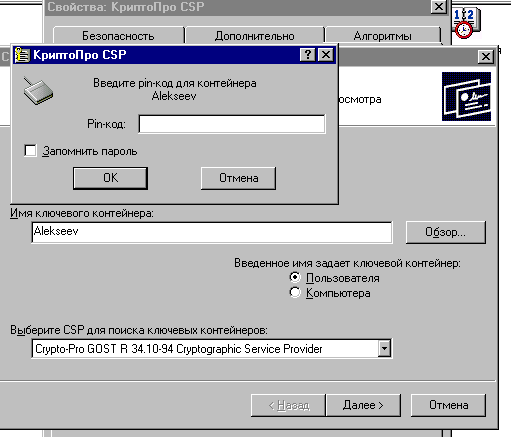 Свойства: КриптоПро CSP
Безопасность
Дополнительно
Алгоритмы
КриптоПро CSP
Введите pin-код для контейнера
Alekseev
Pin-код:
Запомнить пароль
OK
Отмена
осмотра
Имя ключевого контейнера:
Alekseev
Обзор...
Введенное имя задает ключевой контейнер:
Пользователя
Компьютера
Выберите CSP для поиска ключевых контейнеров:
Crypto-Pro GOST R 34.10-94 Cryptographic Service Provider
< Назад
Далее >
Отмена